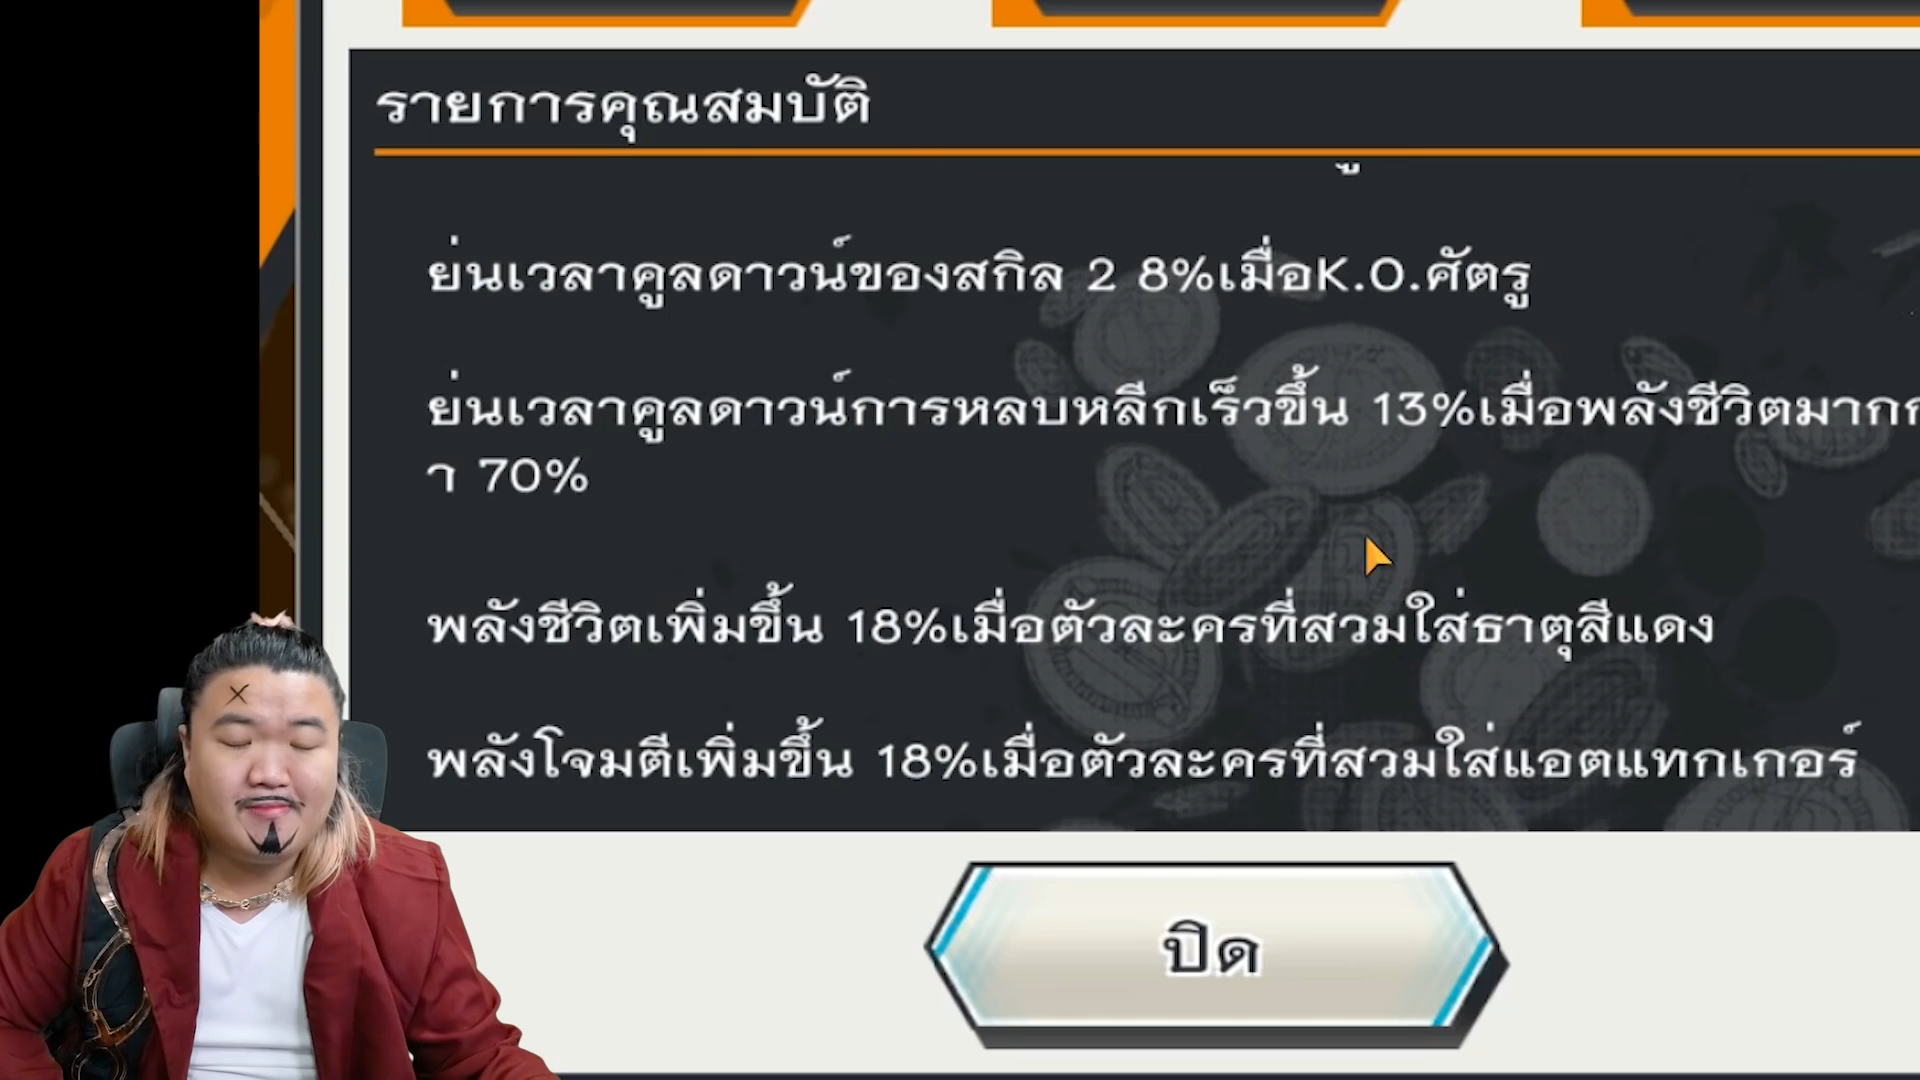 รายการคุณสมบัติ
ย่นเวลาคูลดาวน์ของสกิล 2 8%เมื่อK.O.ศัตรู
ย่นเวลาคูลดาวน์การหลบหลีกเร็วขึ้น 13%เมื่อพลังชีวิตมากก
า 70%
พลังชีวิตเพิ่มขึ้น 18%เมื่อตัวละครที่สวมใส่ธาตุสีแดง
พลังโจมตีเพิ่มขึ้น 18%เมื่อตัวละครที่สวมใส่แอตแทกเกอร์
ปิด